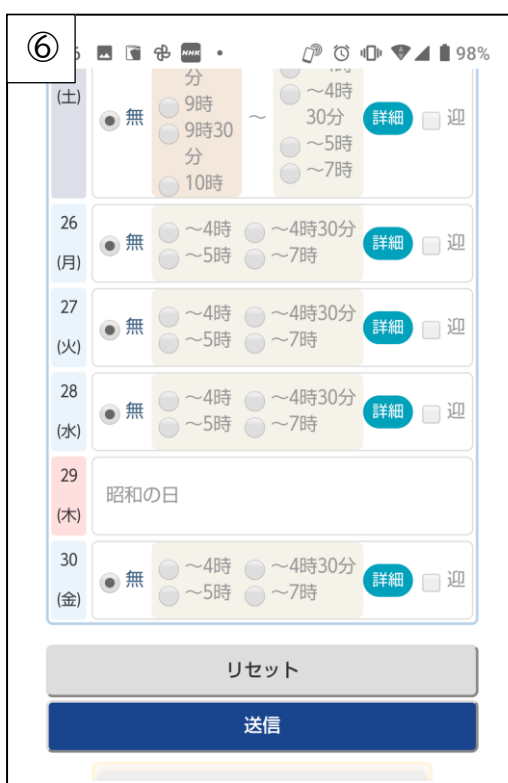 ⑥
98%
分
(土)
無
9時
9時30
分
10時
～
～4時
30分
～5時
～7時
詳細
迎
26
(月)
無
～4時 ～4時30分
～5時 ～7時
詳細
迎
27
(火)
無
～4時 ～4時30分
～5時 ～7時
詳細
迎
28
(水)
無
～4時 ～4時30分
～5時 ～7時
詳細
迎
29
(木)
昭和の日
30
(金)
無
～4時 ～4時30分
～5時 ～7時
詳細
迎
リセット
送信